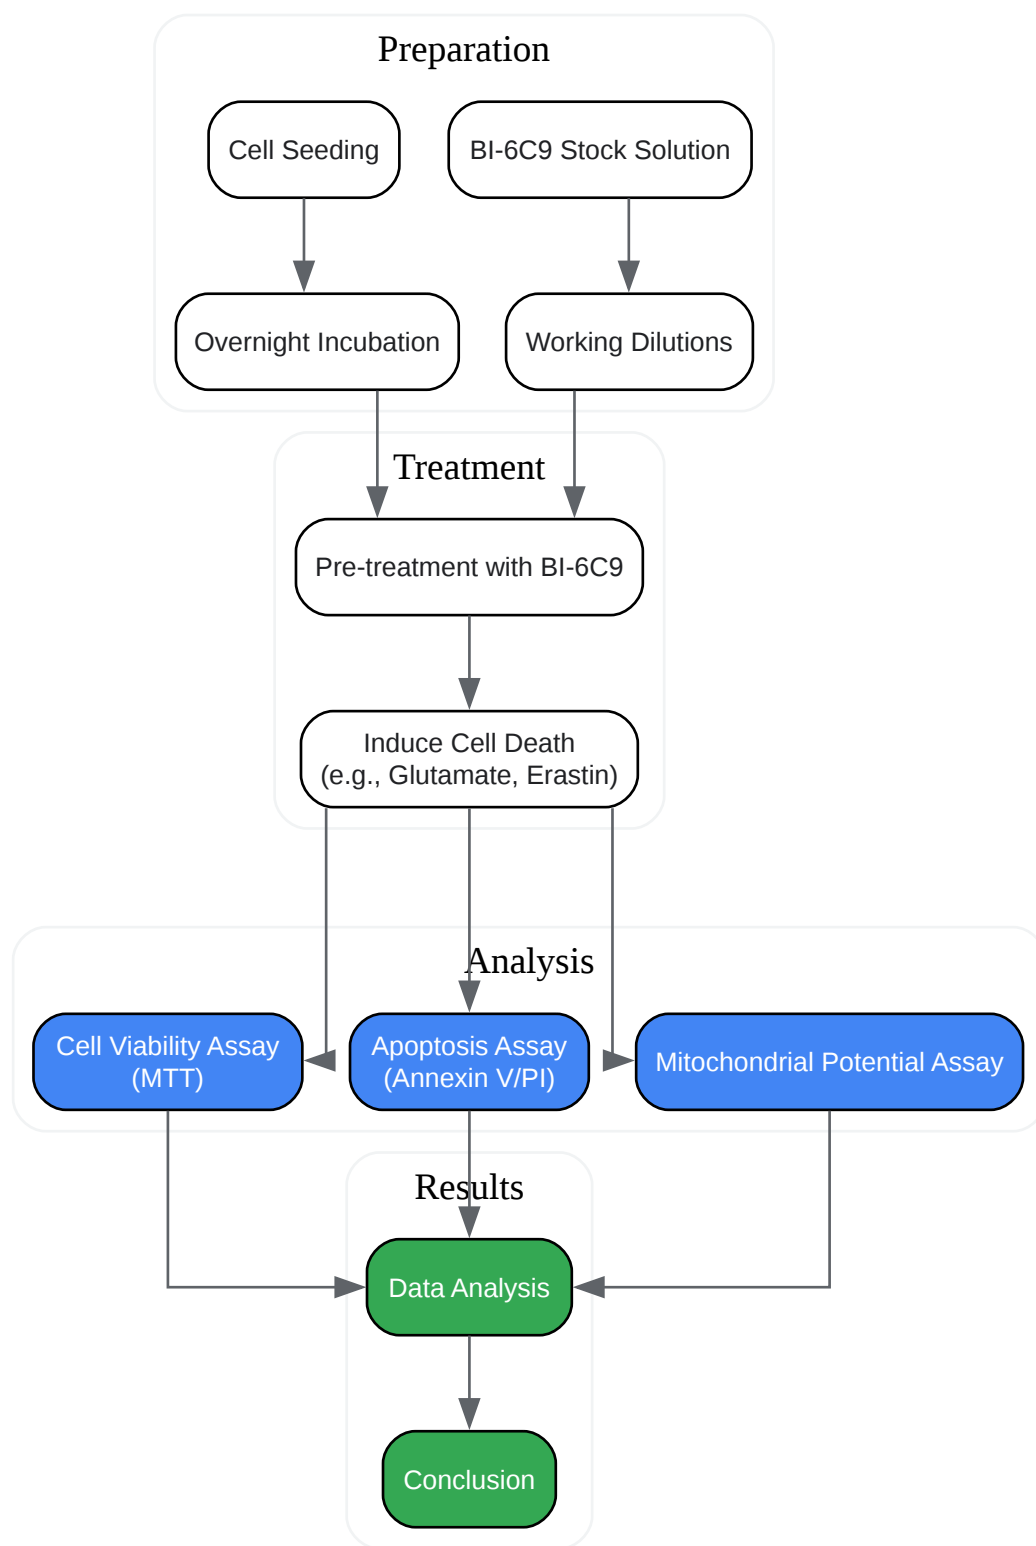 Preparation
Cell Seeding
BI-6C9 Stock Solution
Overnight Incubation
Working Dilutions
Treatment
Pre-treatment with BI-6C9
Induce Cell Death
(e.g., Glutamate, Erastin)
Analysis
Cell Viability Assay
(MTT)
Apoptosis Assay
(Annexin V/PI)
Mitochondrial Potential Assay
Results
Data Analysis
Conclusion